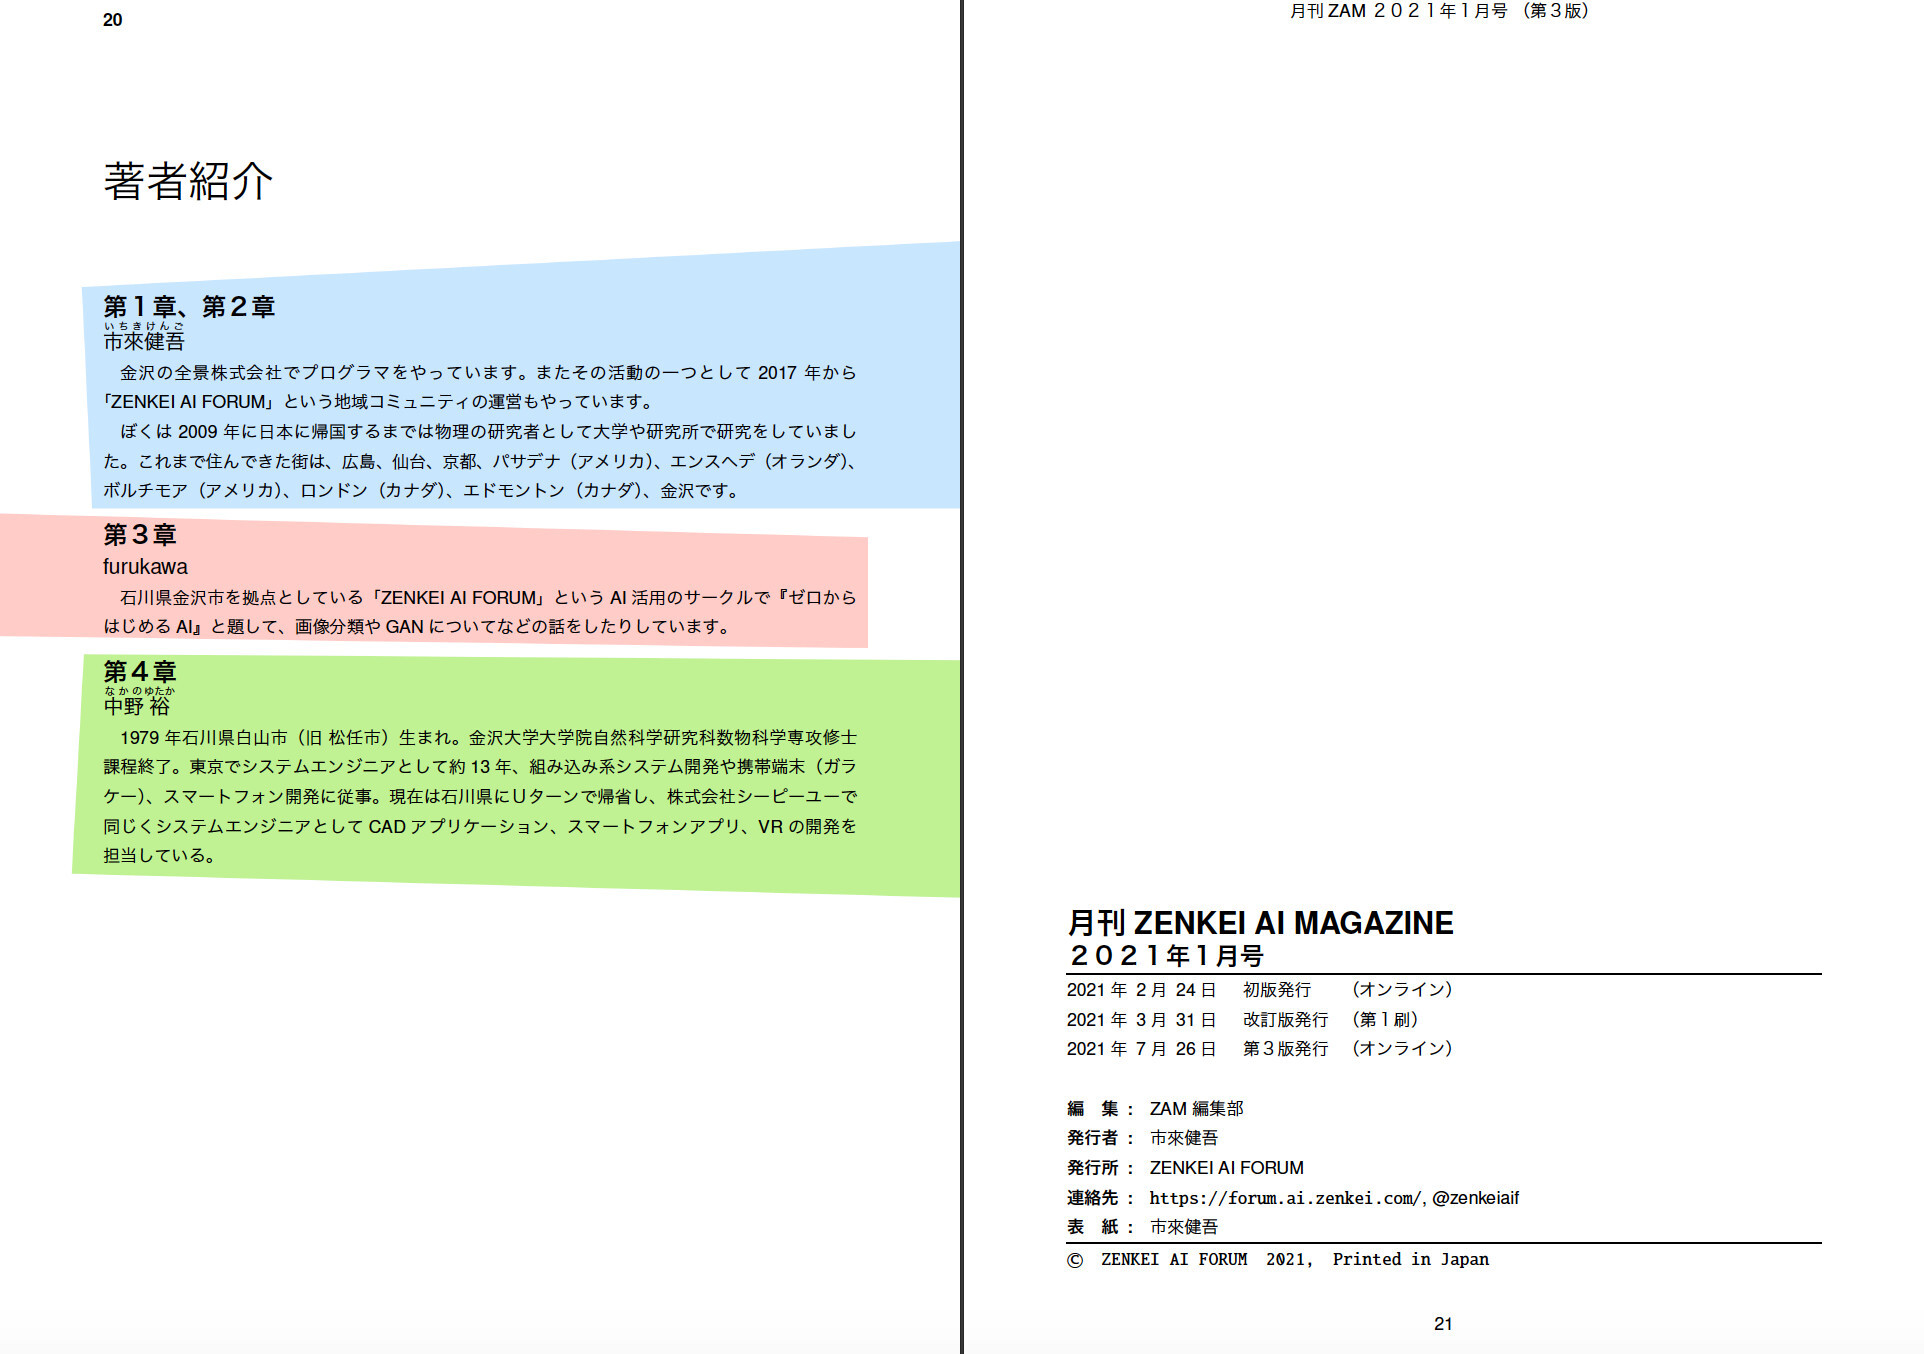 20
著者紹介
第1章、第2章
いちきけんご
市來健吾
金沢の全景株式会社でプログラマをやっています。またその活動の一つとして 2017 年から
「ZENKEI AI FORUM」という地域コミュニティの運営もやっています。
ぼくは 2009 年に日本に帰国するまでは物理の研究者として大学や研究所で研究をしていまし
た。これまで住んできた街は、広島、仙台、京都、パサデナ（アメリカ）、エンスヘデ（オランダ）、
ボルチモア（アメリカ）、ロンドン（カナダ）、エドモントン（カナダ）、金沢です。
第3章
furukawa
石川県金沢市を拠点としている「ZENKEI AI FORUM」という AI 活用のサークルで『ゼロから
はじめる AI』と題して、画像分類や GAN についてなどの話をしたりしています。
第4章
なかのゆたか
中野 裕
1979 年石川県白山市（旧 松任市）生まれ。金沢大学大学院自然科学研究科数物科学専攻修士
課程終了。東京でシステムエンジニアとして約 13 年、組み込み系システム開発や携帯端末（ガラ
ケー）、スマートフォン開発に従事。現在は石川県にUターンで帰省し、株式会社シーピーユーで
同じくシステムエンジニアとして CAD アプリケーション、スマートフォンアプリ、VR の開発を
担当している。
月刊 ZAM 2021年1月号 （第3版）
月刊 ZENKEI AI MAGAZINE
2021年1月号
2021 年 2 月 24 日 初版発行 （オンライン）
2021 年 3 月 31 日 改訂版発行 （第1刷）
2021 年 7 月 26 日 第3版発行 （オンライン）
編　集： ZAM 編集部
発行者： 市來健吾
発行所： ZENKEI AI FORUM
連絡先： https://forum.ai.zenkei.com/, @zenkeiaif
表　紙： 市來健吾
© ZENKEI AI FORUM 2021, Printed in Japan
21